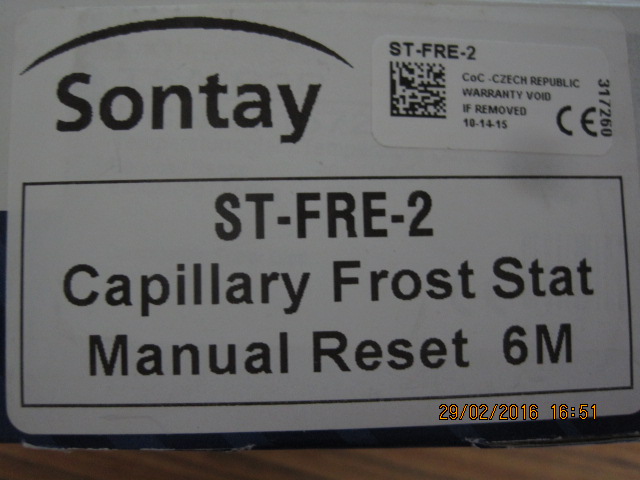 Sontay
ST-FRE-2
CoC -CZECH REPUBLIC
WARRANTY VOID
IF REMOVED
10-14-15
CE
317260
ST-FRE-2
Capillary Frost Stat
Manual Reset 6M
29/02/2016 16:51